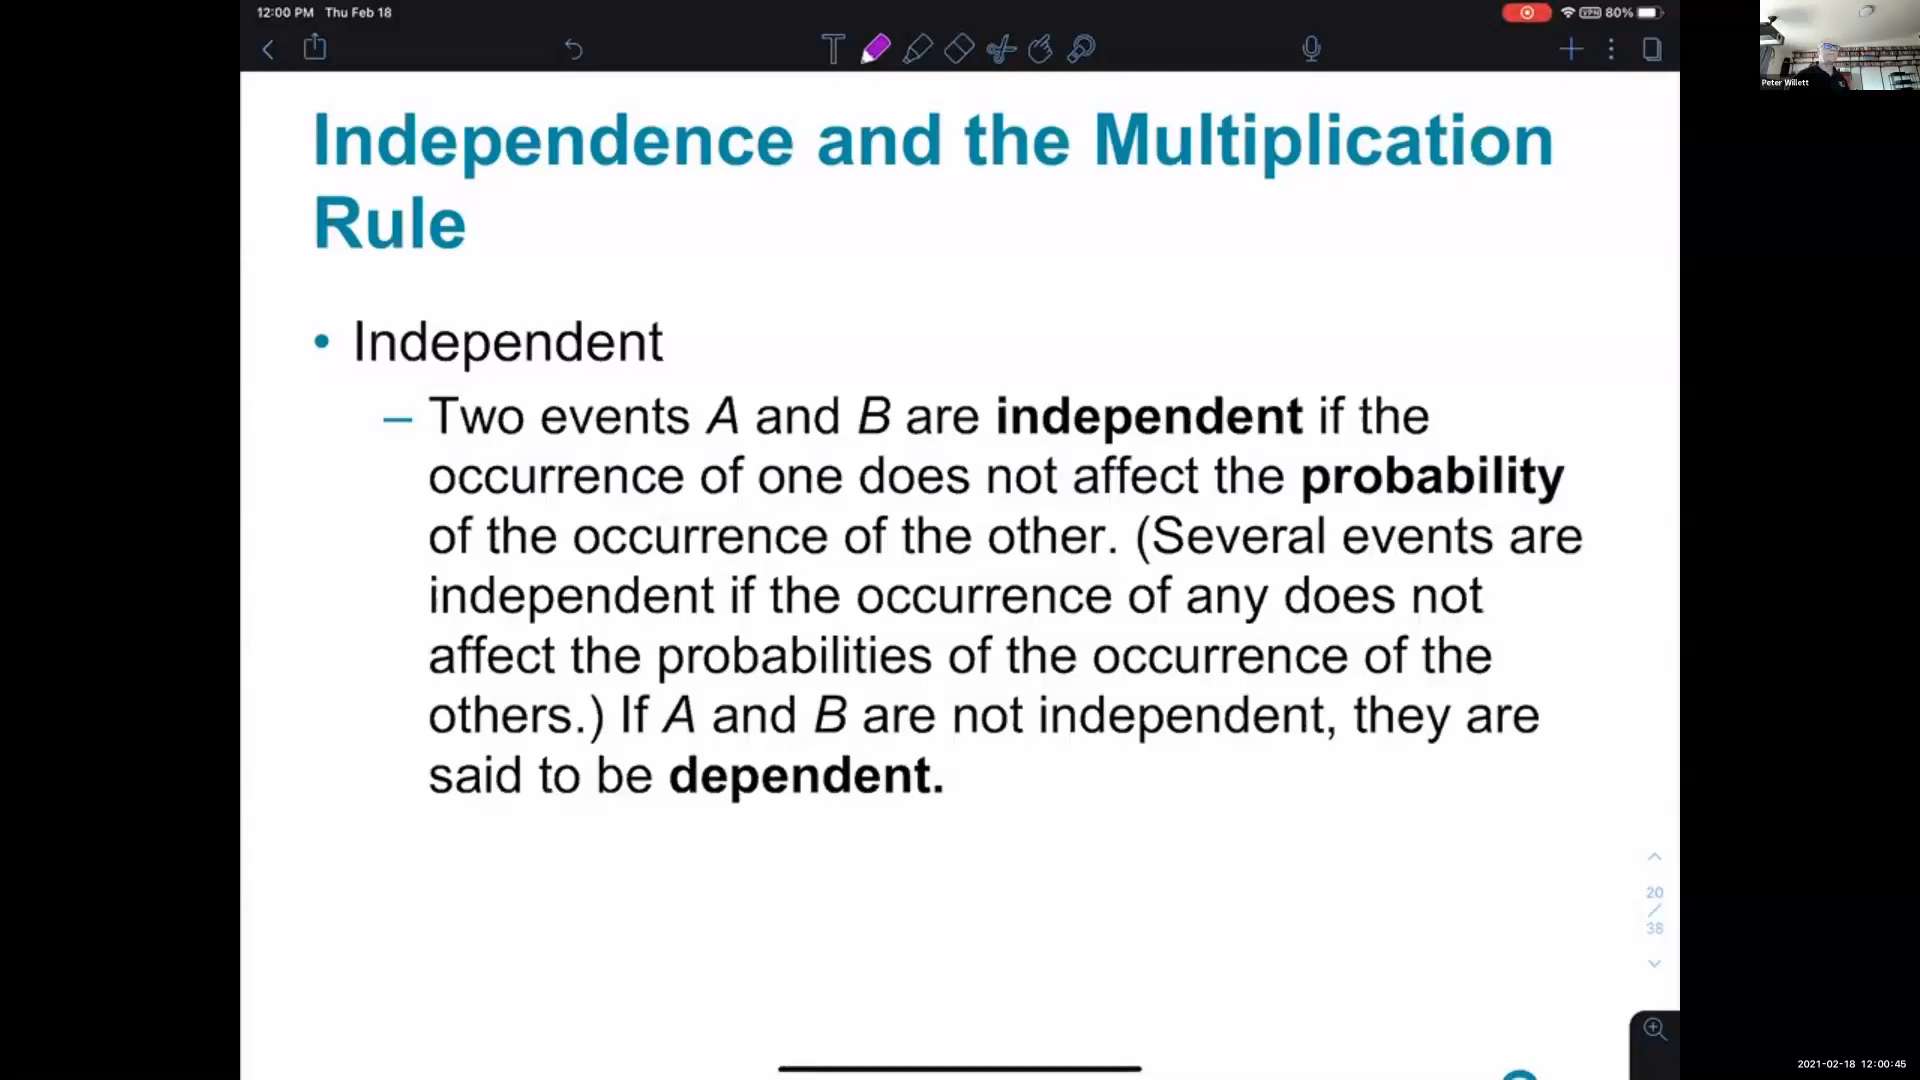 12:00 PM Thu Feb 18
VPN 80%
Peter Willett
Independence and the Multiplication
Rule
• Independent
– Two events A and B are independent if the
occurrence of one does not affect the probability
of the occurrence of the other. (Several events are
independent if the occurrence of any does not
affect the probabilities of the occurrence of the
others.) If A and B are not independent, they are
said to be dependent.
20
/
38
2021-02-18 12:00:45